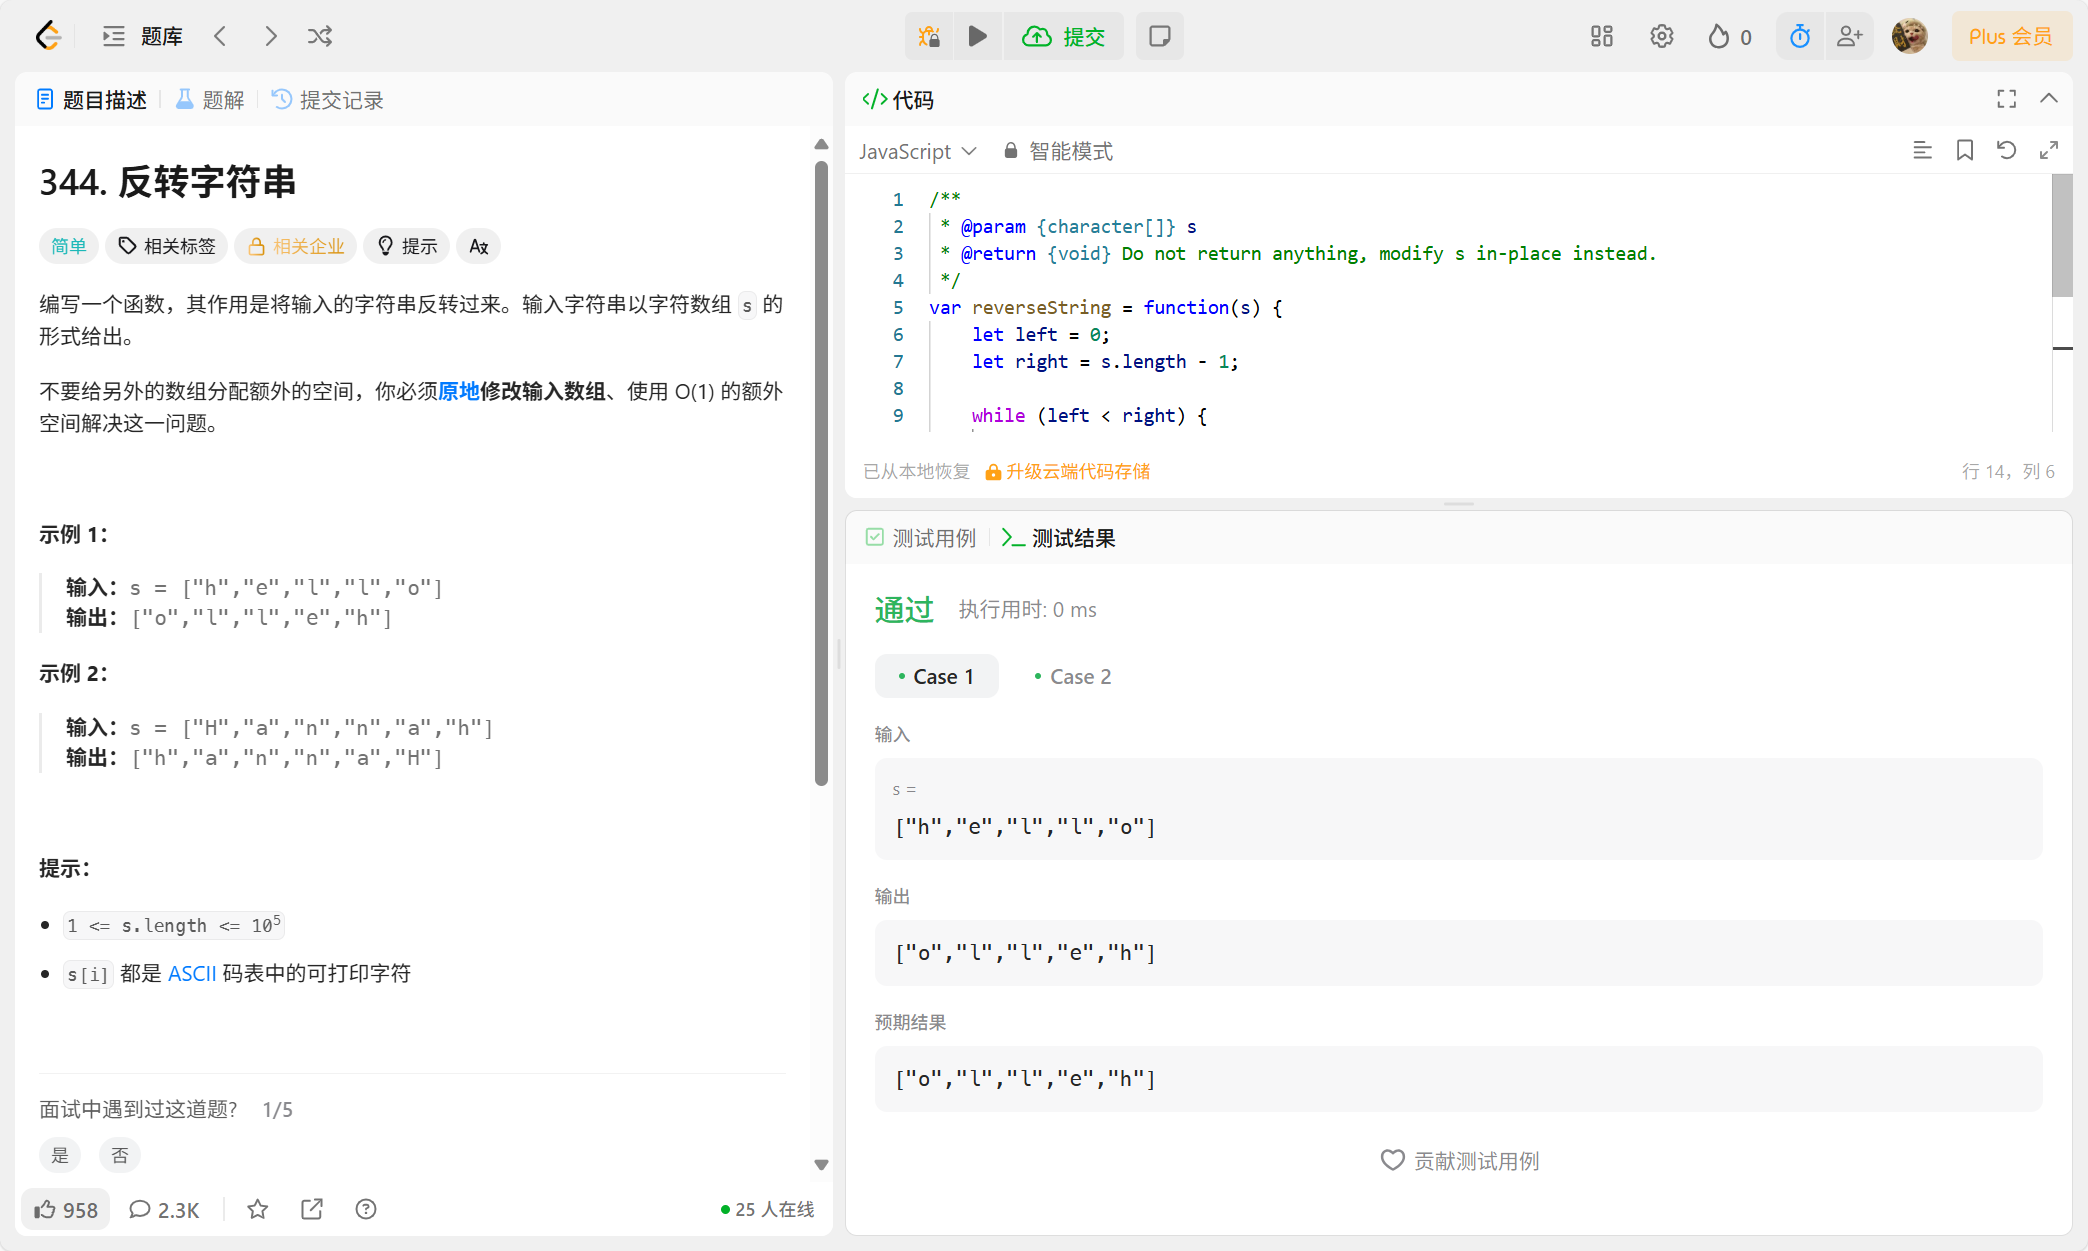 题库
提交
0
Plus 会员
题目描述
题解
提交记录
344. 反转字符串
简单
相关标签
相关企业
提示
编写一个函数，其作用是将输入的字符串反转过来。输入字符串以字符数组 s 的
形式给出。
不要给另外的数组分配额外的空间，你必须原地修改输入数组、使用 O(1) 的额外
空间解决这一问题。
示例 1：
输入：s = ["h","e","l","l","o"]
输出：["o","l","l","e","h"]
示例 2：
输入：s = ["H","a","n","n","a","h"]
输出：["h","a","n","n","a","H"]
提示：
1 <= s.length <= 10⁵
s[i] 都是 ASCII 码表中的可打印字符
面试中遇到过这道题? 1/5
是
否
958
2.3K
25 人在线
</> 代码
JavaScript
智能模式
1 /**
2  * @param {character[]} s
3  * @return {void} Do not return anything, modify s in-place instead.
4  */
5 var reverseString = function(s) {
6     let left = 0;
7     let right = s.length - 1;
8
9     while (left < right) {
已从本地恢复
升级云端代码存储
行 14，列 6
测试用例
测试结果
通过
执行用时: 0 ms
Case 1
Case 2
输入
s =
["h","e","l","l","o"]
输出
["o","l","l","e","h"]
预期结果
["o","l","l","e","h"]
贡献测试用例